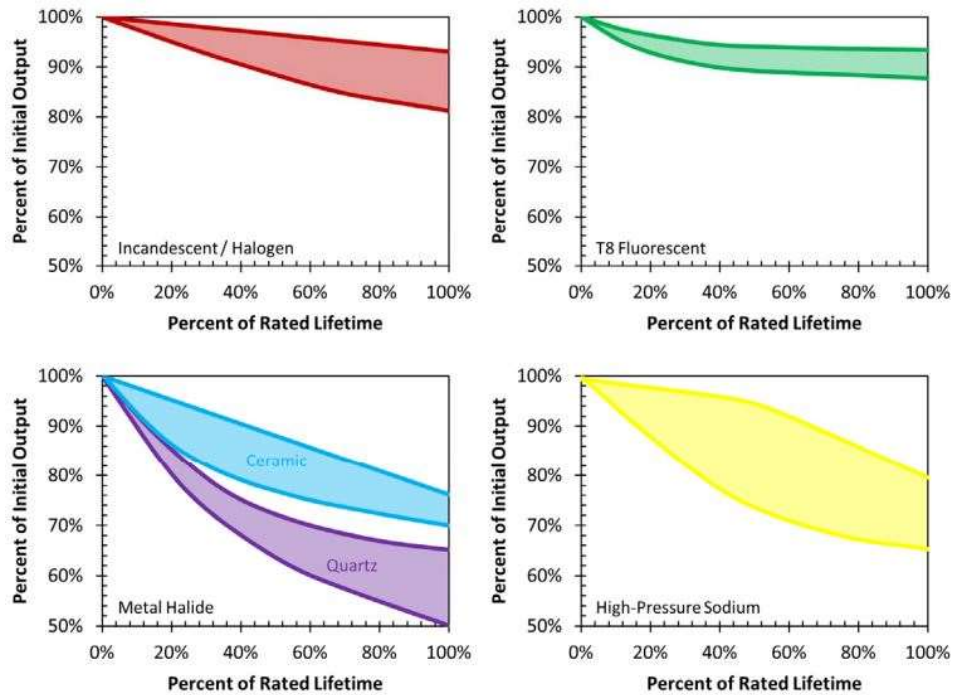 100%
90%
80%
70%
60%
50%
Percent of Initial Output
Incandescent / Halogen
0% 20% 40% 60% 80% 100%
Percent of Rated Lifetime
100%
90%
80%
70%
60%
50%
Percent of Initial Output
T8 Fluorescent
0% 20% 40% 60% 80% 100%
Percent of Rated Lifetime
100%
90%
80%
70%
60%
50%
Percent of Initial Output
Ceramic
Quartz
Metal Halide
0% 20% 40% 60% 80% 100%
Percent of Rated Lifetime
100%
90%
80%
70%
60%
50%
Percent of Initial Output
High-Pressure Sodium
0% 20% 40% 60% 80% 100%
Percent of Rated Lifetime